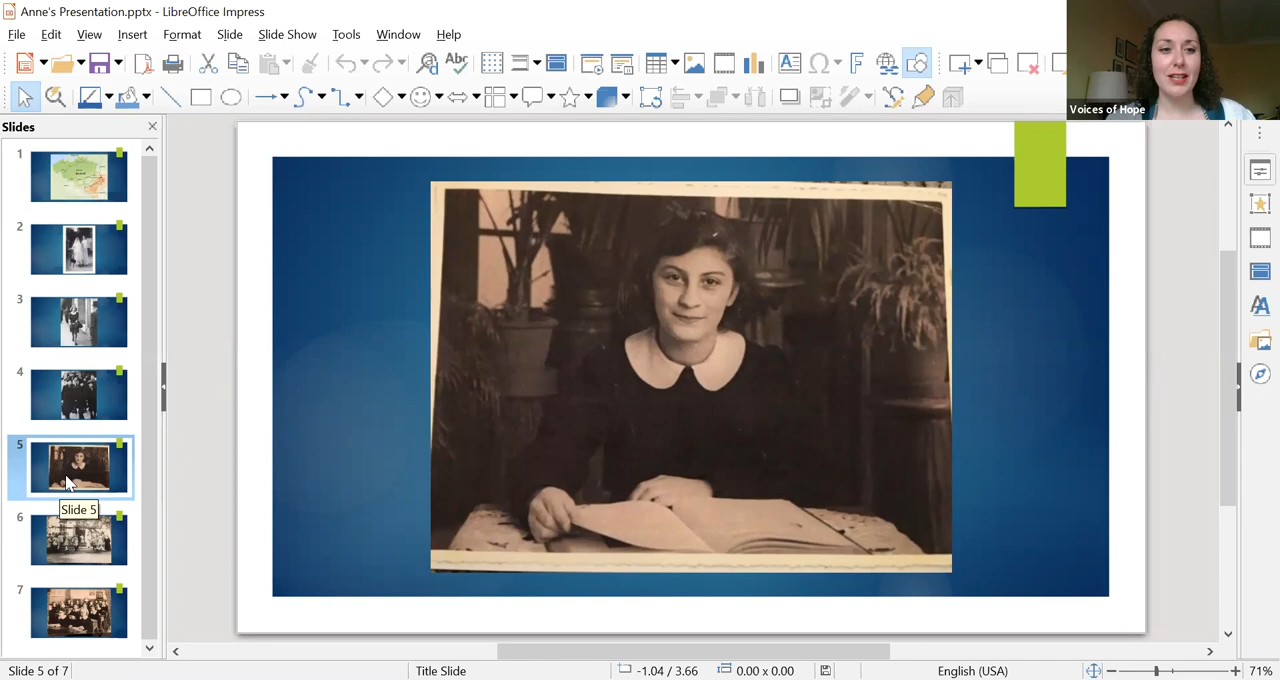 Anne's Presentation.pptx - LibreOffice Impress
File Edit View Insert Format Slide Slide Show Tools Window Help
Abc
Voices of Hope
Slides
1
2
3
4
5
Slide 5
6
7
Slide 5 of 7
Title Slide
-1.04 / 3.66
0.00 x 0.00
English (USA)
71%